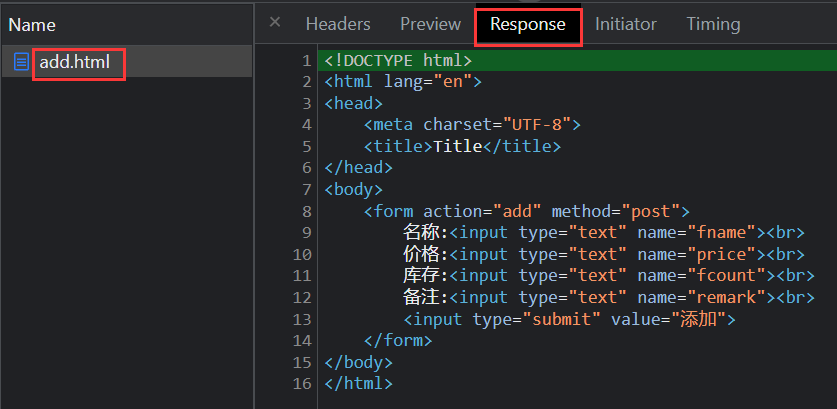 Name
add.html
× Headers Preview Response Initiator Timing
1 <!DOCTYPE html>
2 <html lang="en">
3 <head>
4     <meta charset="UTF-8">
5     <title>Title</title>
6 </head>
7 <body>
8     <form action="add" method="post">
9         名称:<input type="text" name="fname"><br>
10         价格:<input type="text" name="price"><br>
11         库存:<input type="text" name="fcount"><br>
12         备注:<input type="text" name="remark"><br>
13         <input type="submit" value="添加">
14     </form>
15 </body>
16 </html>